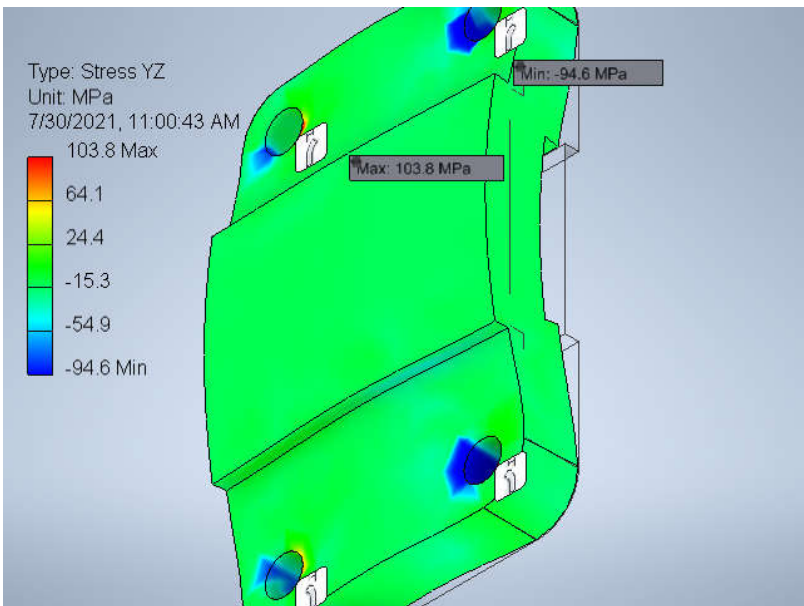 Type: Stress YZ
Unit: MPa
7/30/2021, 11:00:43 AM
103.8 Max
64.1
24.4
-15.3
-54.9
-94.6 Min
Min: -94.6 MPa
Max: 103.8 MPa